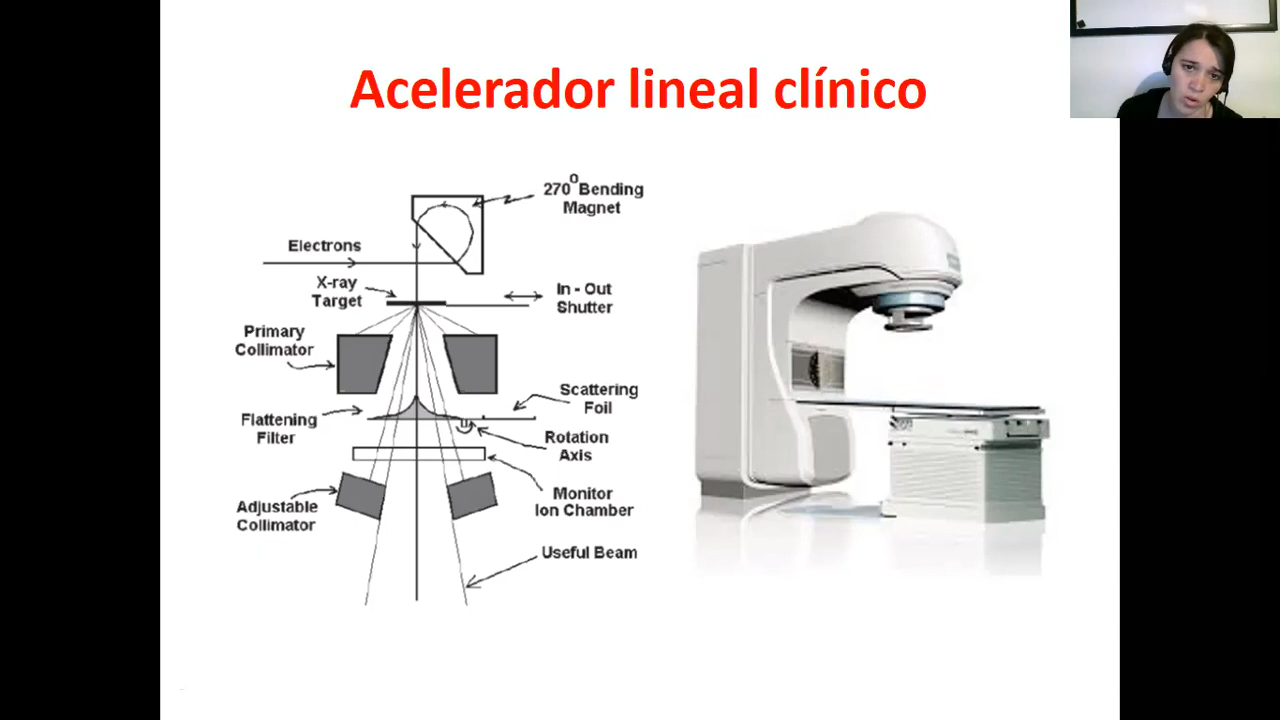 Acelerador lineal clínico
270° Bending
Magnet
Electrons
X-ray
Target
In - Out
Shutter
Primary
Collimator
Scattering
Foil
Flattening
Filter
Rotation
Axis
Monitor
Ion Chamber
Adjustable
Collimator
Useful Beam